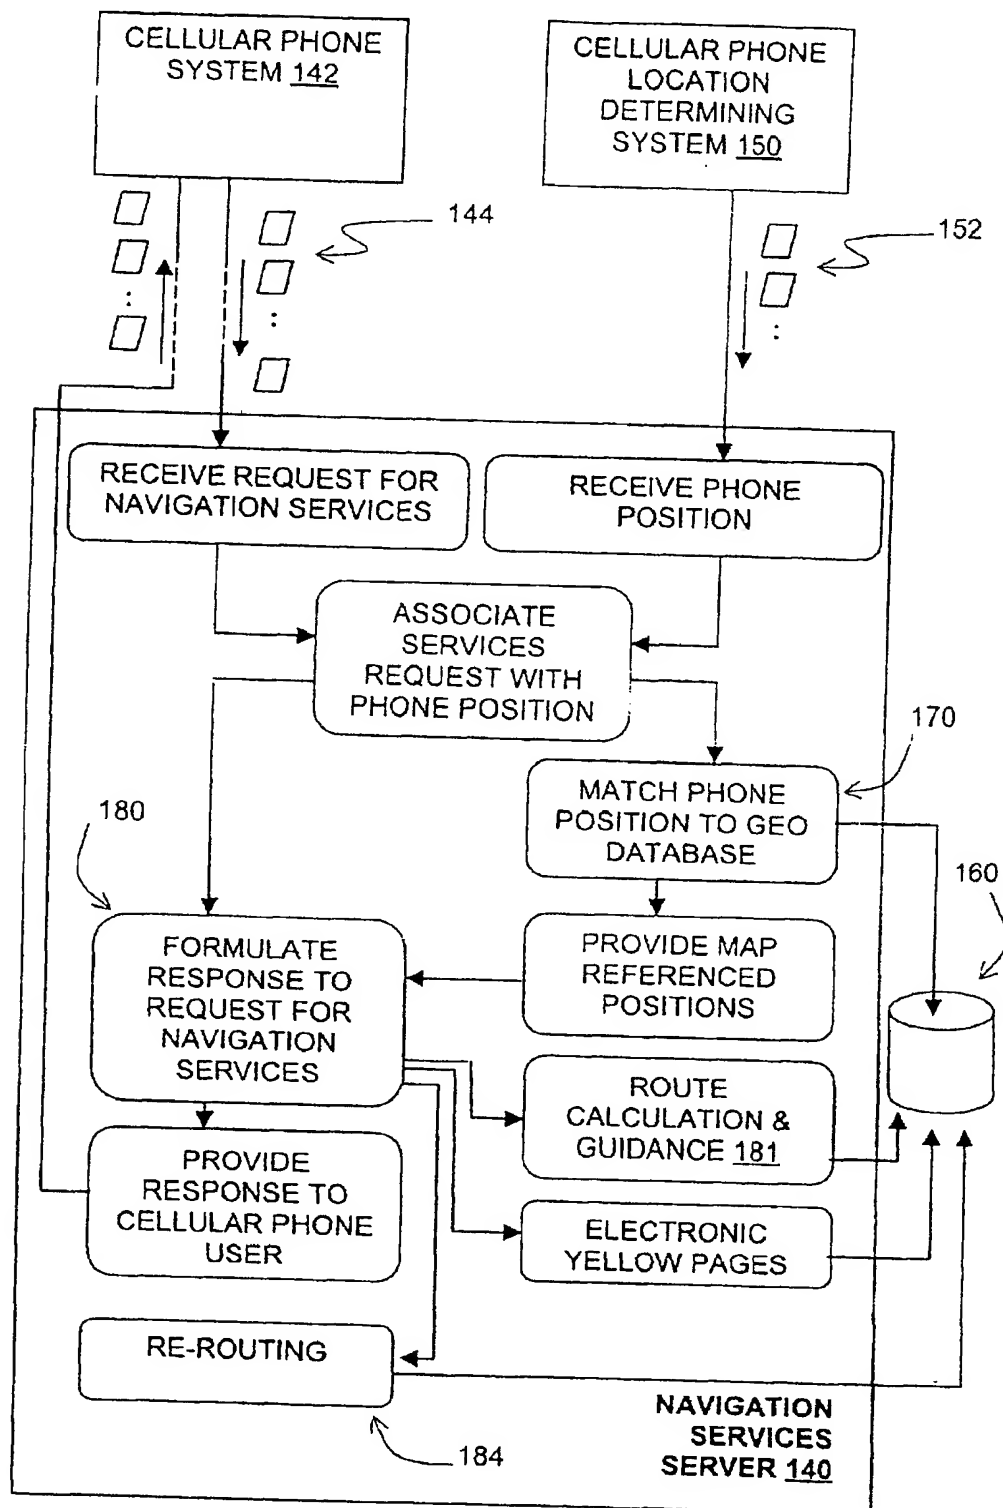 CELLULAR PHONE
SYSTEM 142
CELLULAR PHONE
LOCATION
DETERMINING
SYSTEM 150
144
152
RECEIVE REQUEST FOR
NAVIGATION SERVICES
RECEIVE PHONE
POSITION
ASSOCIATE
SERVICES
REQUEST WITH
PHONE POSITION
170
MATCH PHONE
POSITION TO GEO
DATABASE
180
160
FORMULATE
RESPONSE TO
REQUEST FOR
NAVIGATION
SERVICES
PROVIDE MAP
REFERENCED
POSITIONS
ROUTE
CALCULATION &
GUIDANCE 181
PROVIDE
RESPONSE TO
CELLULAR PHONE
USER
ELECTRONIC
YELLOW PAGES
RE-ROUTING
184
NAVIGATION
SERVICES
SERVER 140